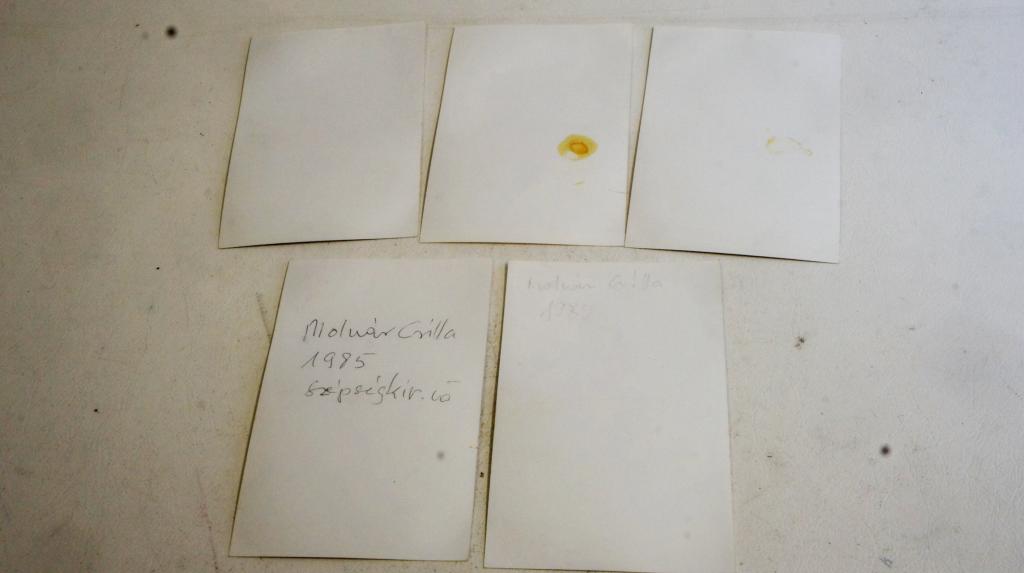 Molnár Csilla
1985
szépségkir.nő
Molnár Csilla
1985